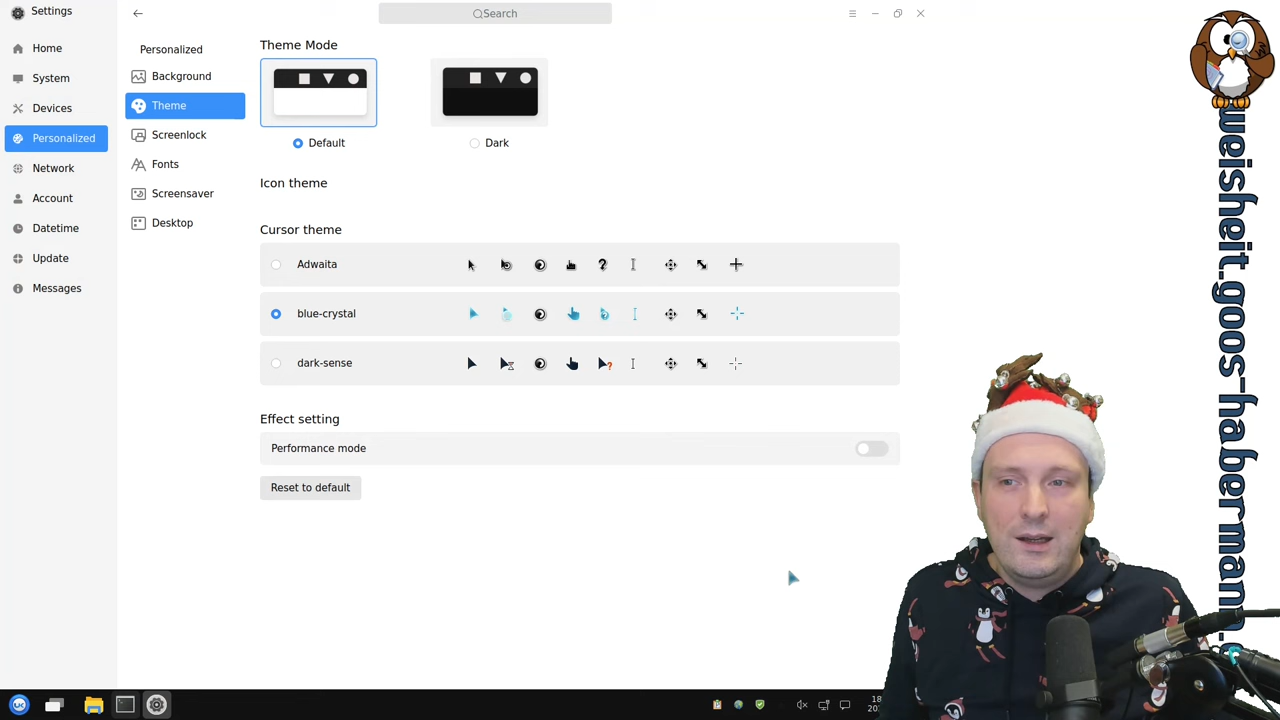 Settings
Search
Home
System
Devices
Personalized
Network
Account
Datetime
Update
Messages
Personalized
Background
Theme
Screenlock
Fonts
Screensaver
Desktop
Theme Mode
Default
Dark
Icon theme
Cursor theme
Adwaita
blue-crystal
dark-sense
Effect setting
Performance mode
Reset to default
weisheit.goos-habermann.
UK